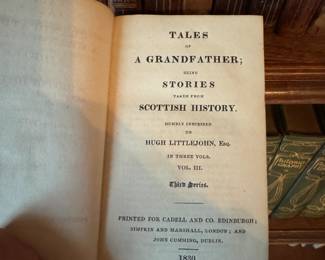 TALES
OF
A GRANDFATHER;
BEING
STORIES
TAKEN FROM
SCOTTISH HISTORY.
HUMBLY INSCRIBED
TO
HUGH LITTLEJOHN, Esq.
IN THREE VOLS.
VOL. III.
Third Series.
PRINTED FOR CADELL AND CO. EDINBURGH;
SIMPKIN AND MARSHALL, LONDON; AND
JOHN CUMMING, DUBLIN.
1830